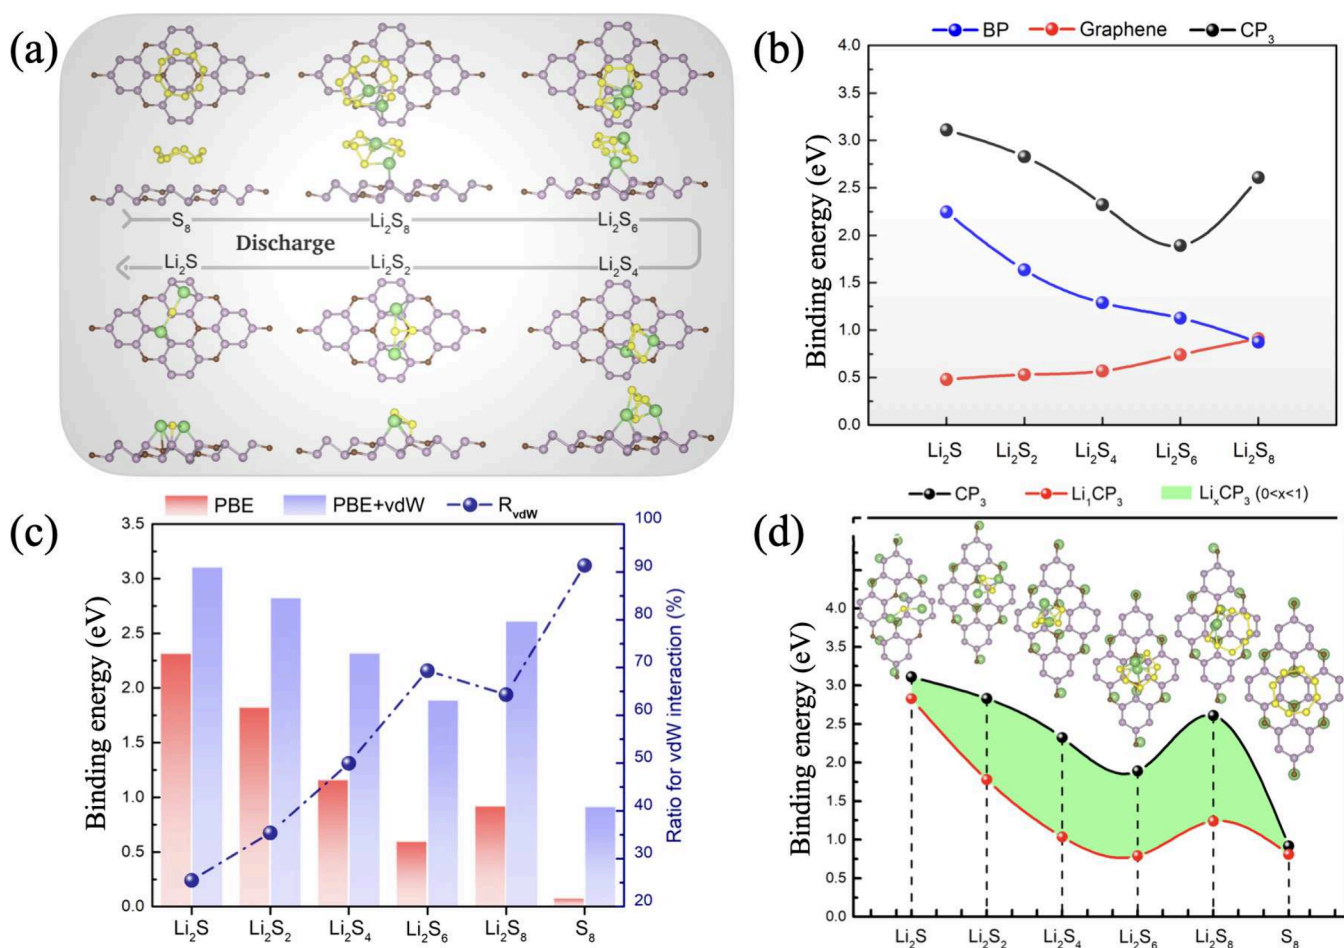 (a)
S₈
Li₂S₈
Li₂S₆
Discharge
Li₂S
Li₂S₂
Li₂S₄
(b)
BP
Graphene
CP₃
Binding energy (eV)
4.0
3.5
3.0
2.5
2.0
1.5
1.0
0.5
0.0
Li₂S
Li₂S₂
Li₂S₄
Li₂S₆
Li₂S₈
(c)
PBE
PBE+vdW
R_vdW
Binding energy (eV)
3.5
3.0
2.5
2.0
1.5
1.0
0.5
0.0
Ratio for vdW interaction (%)
100
90
80
70
60
50
40
30
20
Li₂S
Li₂S₂
Li₂S₄
Li₂S₆
Li₂S₈
S₈
(d)
CP₃
Li₁CP₃
LiₓCP₃ (0<x<1)
Binding energy (eV)
4.0
3.5
3.0
2.5
2.0
1.5
1.0
0.5
0.0
Li₂S
Li₂S₂
Li₂S₄
Li₂S₆
Li₂S₈
S₈